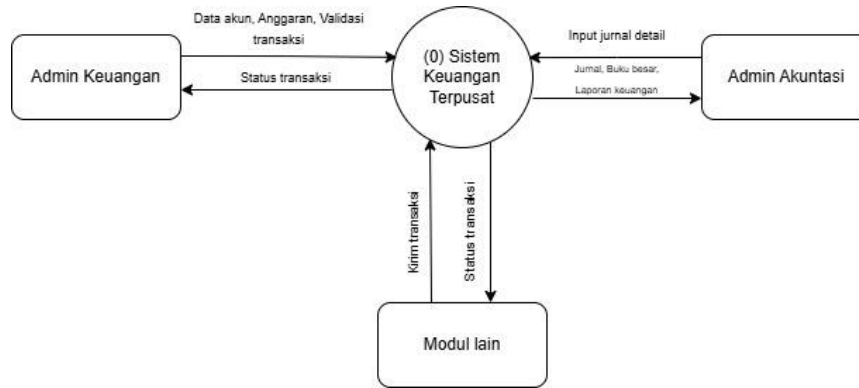 Data akun, Anggaran, Validasi
transaksi
Admin Keuangan
Status transaksi
(0) Sistem
Keuangan
Terpusat
Input jurnal detail
Jurnal, Buku besar,
Laporan keuangan
Admin Akuntasi
Kirim transaksi
Status transaksi
Modul lain